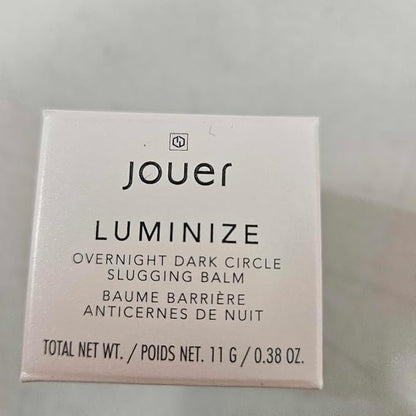 jouer
LUMINIZE
OVERNIGHT DARK CIRCLE
SLUGGING BALM
BAUME BARRIÈRE
ANTICERNES DE NUIT
TOTAL NET WT. / POIDS NET. 11 G / 0.38 OZ.